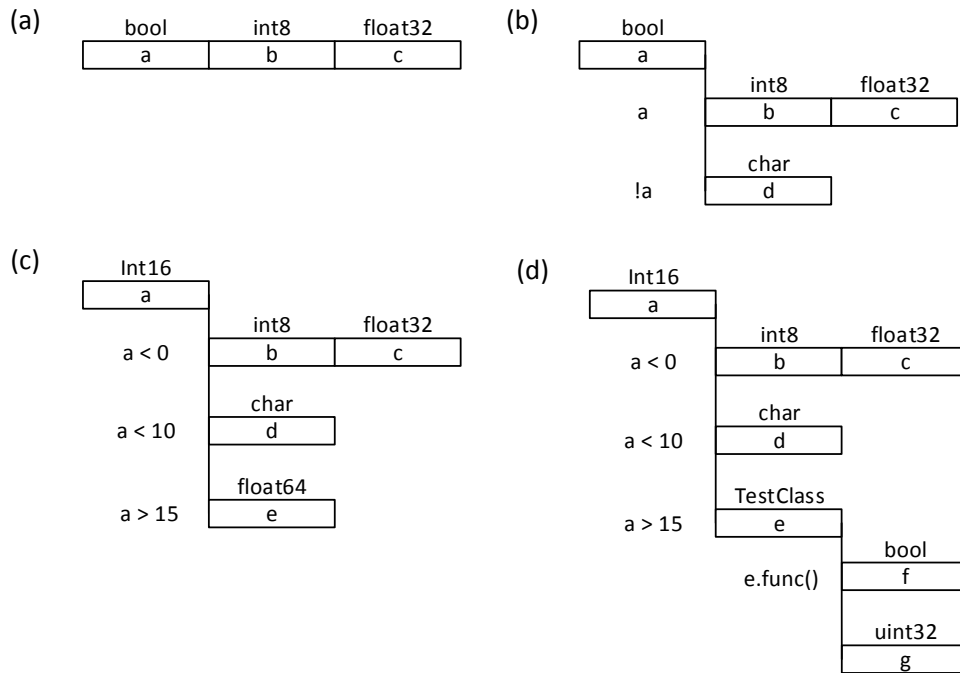 (a)
bool int8 float32
a b c
(b)
bool
a
int8 float32
a b c
char
!a d
(c)
Int16
a
int8 float32
a < 0 b c
char
a < 10 d
float64
a > 15 e
(d)
Int16
a
int8 float32
a < 0 b c
char
a < 10 d
TestClass
a > 15 e
bool
e.func() f
uint32
g